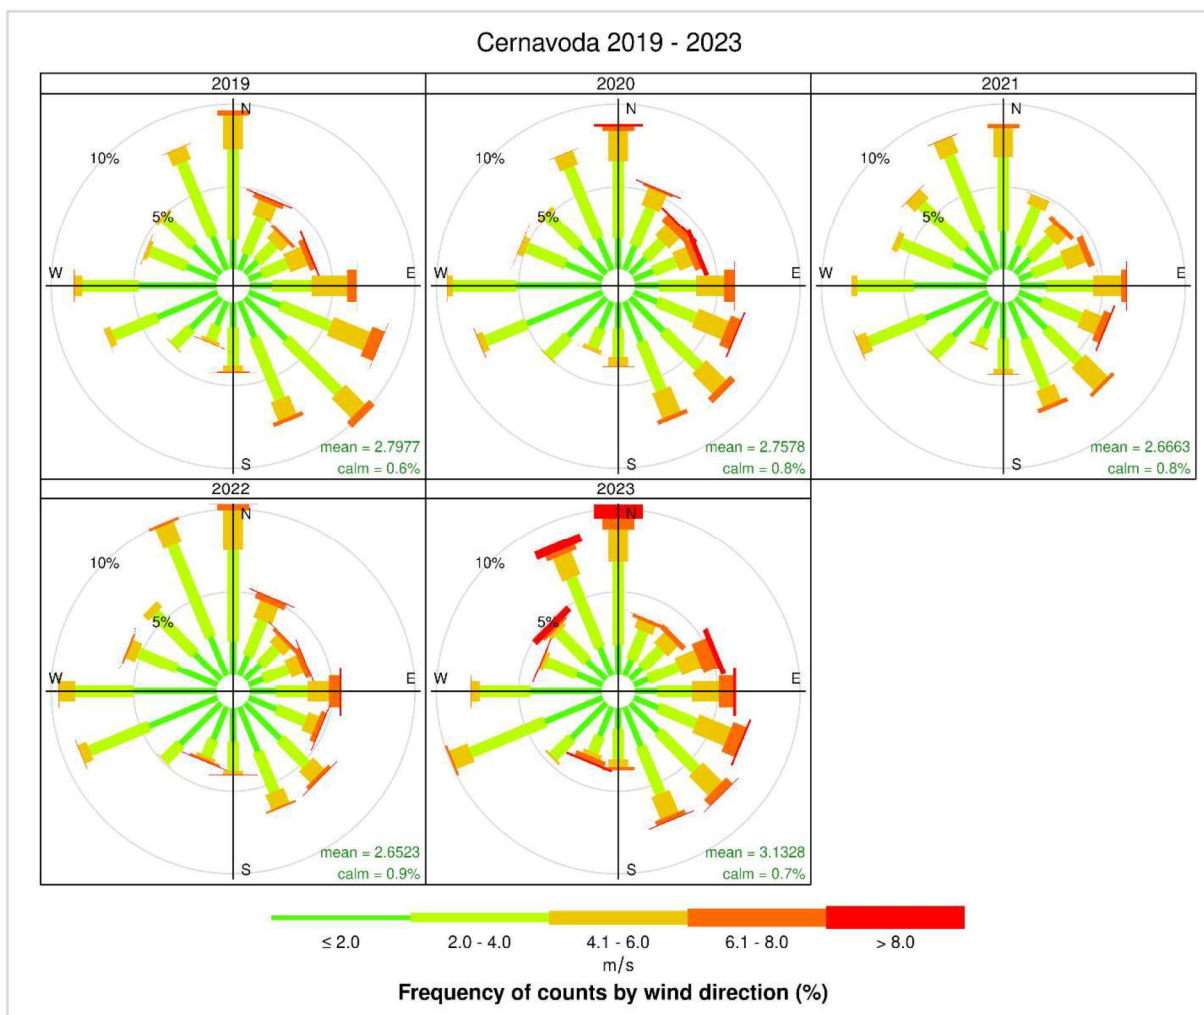 Cernavoda 2019 - 2023
2019
2020
2021
N
10%
5%
W
E
S
mean = 2.7977
calm = 0.6%
N
10%
5%
W
E
S
mean = 2.7578
calm = 0.8%
N
10%
5%
W
E
S
mean = 2.6663
calm = 0.8%
2022
2023
N
10%
5%
W
E
S
mean = 2.6523
calm = 0.9%
N
10%
5%
W
E
S
mean = 3.1328
calm = 0.7%
≤ 2.0
2.0 - 4.0
4.1 - 6.0
6.1 - 8.0
> 8.0
m/s
Frequency of counts by wind direction (%)